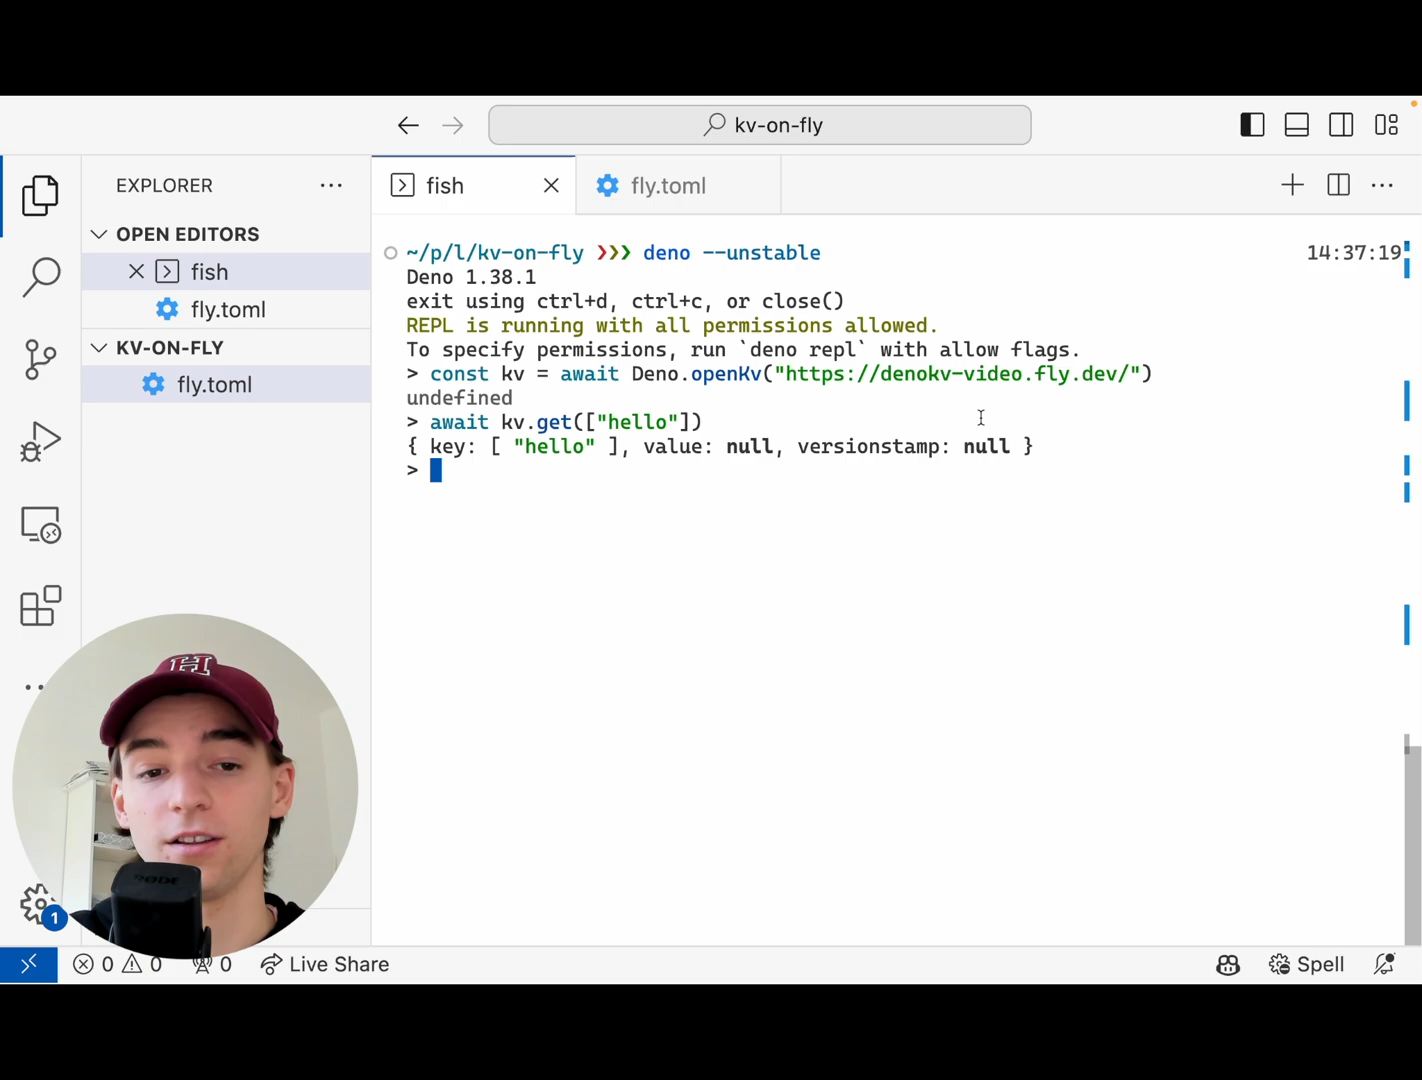 kv-on-fly
EXPLORER
fish
fly.toml
OPEN EDITORS
fish
fly.toml
KV-ON-FLY
fly.toml
~/p/l/kv-on-fly ❯❯❯ deno --unstable 14:37:19
Deno 1.38.1
exit using ctrl+d, ctrl+c, or close()
REPL is running with all permissions allowed.
To specify permissions, run `deno repl` with allow flags.
> const kv = await Deno.openKv("https://denokv-video.fly.dev/")
undefined
> await kv.get(["hello"])
{ key: [ "hello" ], value: null, versionstamp: null }
>
H
RØDE
1
0 0 0 Live Share
Spell